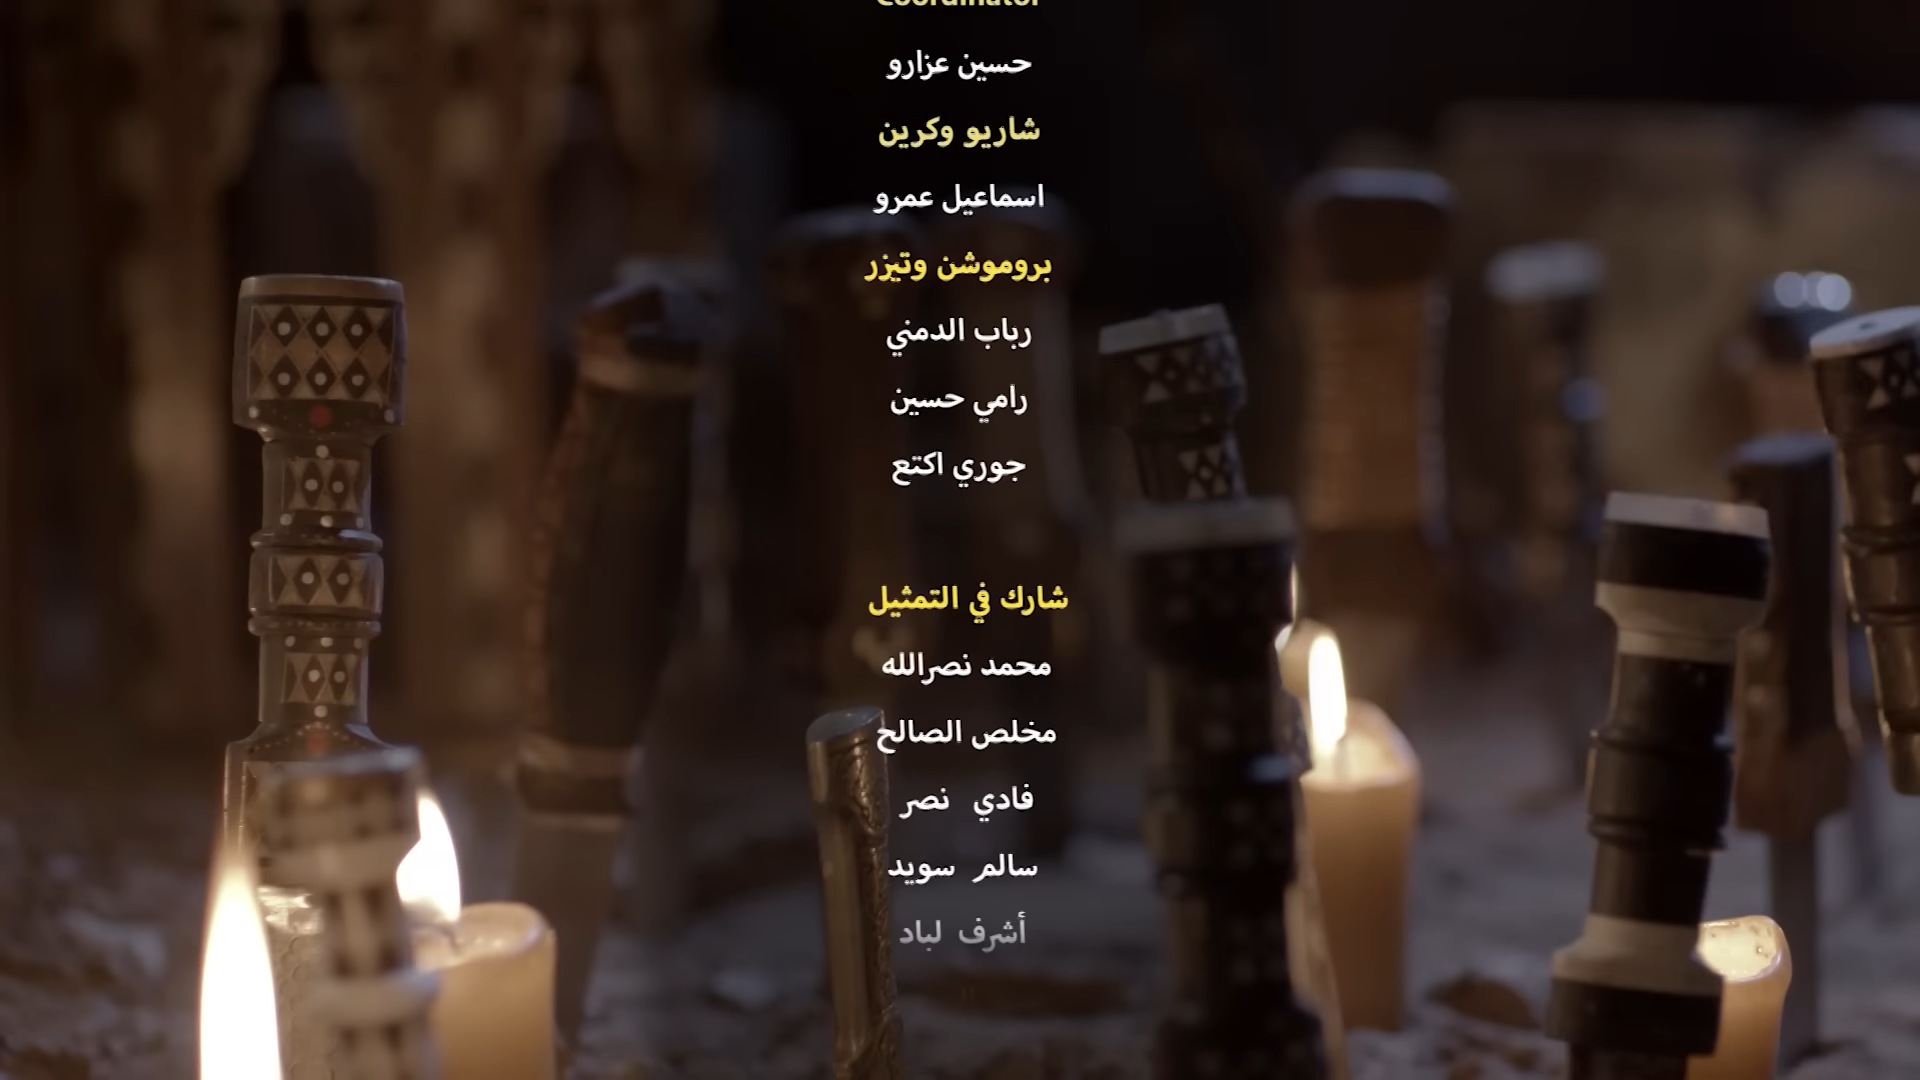 Coordinator
حسين عزارو
شاريو وكرين
اسماعيل عمرو
بروموشن وتيزر
رباب الدمني
رامي حسين
جوري اكتع
شارك في التمثيل
محمد نصرالله
مخلص الصالح
فادي نصر
سالم سويد
أشرف لباد